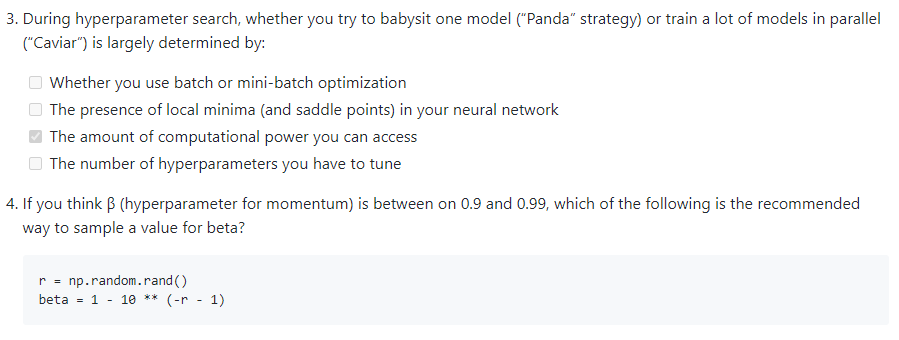 3. During hyperparameter search, whether you try to babysit one model (“Panda” strategy) or train a lot of models in parallel
(“Caviar”) is largely determined by:
Whether you use batch or mini-batch optimization
The presence of local minima (and saddle points) in your neural network
The amount of computational power you can access
The number of hyperparameters you have to tune
4. If you think β (hyperparameter for momentum) is between on 0.9 and 0.99, which of the following is the recommended
way to sample a value for beta?
r = np.random.rand()
beta = 1 - 10 ** (-r - 1)